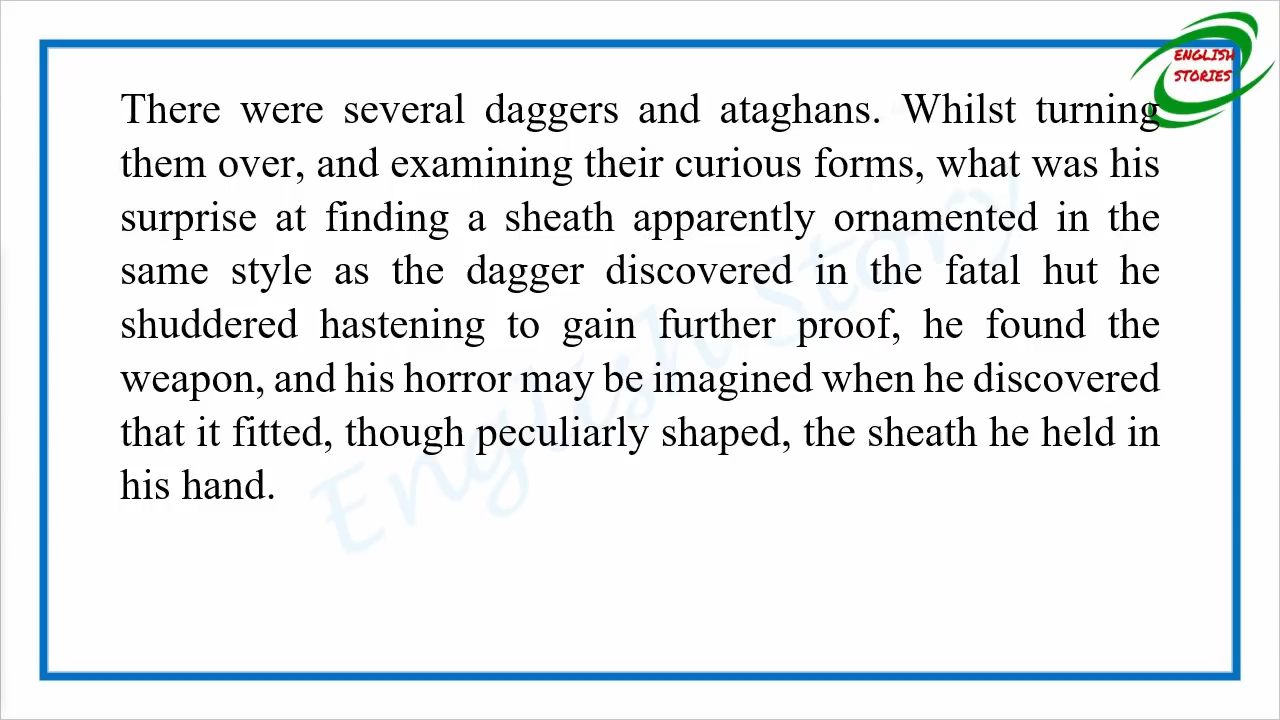 ENGLISH
STORIES
There were several daggers and ataghans. Whilst turning
them over, and examining their curious forms, what was his
surprise at finding a sheath apparently ornamented in the
same style as the dagger discovered in the fatal hut he
shuddered hastening to gain further proof, he found the
weapon, and his horror may be imagined when he discovered
that it fitted, though peculiarly shaped, the sheath he held in
his hand.
English Story